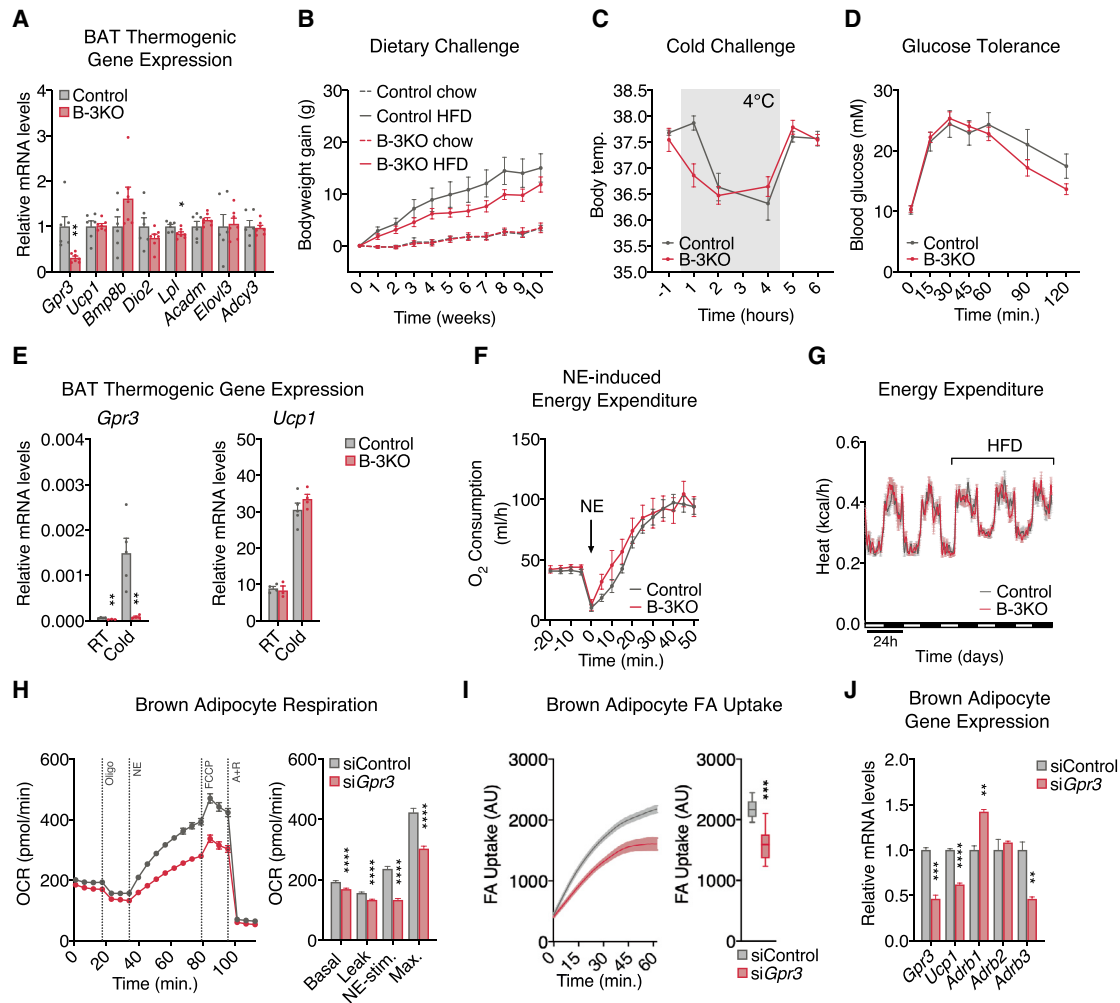 A
BAT Thermogenic
Gene Expression
Relative mRNA levels
4
3
2
1
0
Control
B-3KO
**
*
Gpr3
Ucp1
Bmp8b
Dio2
Lpl
Acadm
Elovl3
Adcy3
B
Dietary Challenge
Bodyweight gain (g)
30
20
10
0
Control chow
Control HFD
B-3KO chow
B-3KO HFD
0 1 2 3 4 5 6 7 8 9 10
Time (weeks)
C
Cold Challenge
Body temp.
38.5
38.0
37.5
37.0
36.5
36.0
35.5
35.0
4°C
Control
B-3KO
-1 1 2 3 4 5 6
Time (hours)
D
Glucose Tolerance
Blood glucose (mM)
30
20
10
0
Control
B-3KO
0 15 30 45 60 90 120
Time (min.)
E
BAT Thermogenic Gene Expression
Gpr3
Relative mRNA levels
0.004
0.003
0.002
0.001
0.000
**
**
RT
Cold
Ucp1
Relative mRNA levels
50
40
30
20
10
0
Control
B-3KO
RT
Cold
F
NE-induced
Energy Expenditure
O2 Consumption
(ml/h)
150
100
50
0
NE
Control
B-3KO
-20 -10 0 10 20 30 40 50
Time (min.)
G
Energy Expenditure
Heat (kcal/h)
0.6
0.4
0.2
0.0
HFD
Control
B-3KO
24h
Time (days)
H
Brown Adipocyte Respiration
OCR (pmol/min)
600
400
200
0
Oligo
NE
FCCP
A+R
0 20 40 60 80 100
Time (min.)
OCR (pmol/min)
600
400
200
0
siControl
siGpr3
****
****
****
****
Basal
Leak
NE-stim.
Max.
I
Brown Adipocyte FA Uptake
FA Uptake (AU)
3000
2000
1000
0
0 15 30 45 60
Time (min.)
FA Uptake (AU)
3000
2000
1000
0
***
siControl
siGpr3
J
Brown Adipocyte
Gene Expression
Relative mRNA levels
2.0
1.5
1.0
0.5
0.0
siControl
siGpr3
***
****
**
**
Gpr3
Ucp1
Adrb1
Adrb2
Adrb3